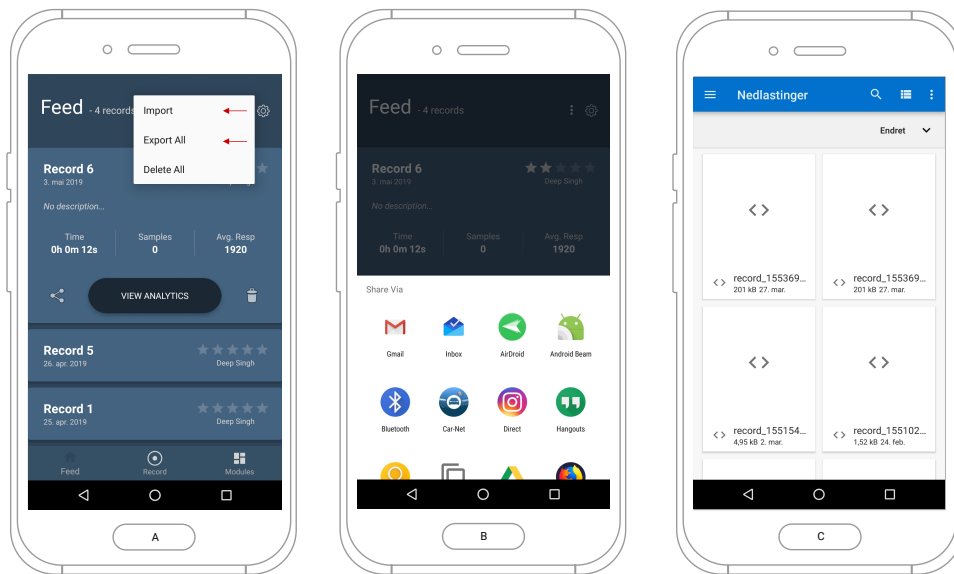 Feed - 4 records
Import
Export All
Delete All
Record 6
3. mai 2019
No description...
Time
Samples
Avg. Resp
0h 0m 12s
0
1920
VIEW ANALYTICS
Record 5
26. apr. 2019
Deep Singh
Record 1
25. apr. 2019
Deep Singh
Feed
Record
Modules
A
Feed - 4 records
Record 6
3. mai 2019
Deep Singh
No description...
Time
Samples
Avg. Resp
0h 0m 12s
0
1920
Share Via
Gmail
Inbox
AirDroid
Android Beam
Bluetooth
Car-Net
Direct
Hangouts
B
Nedlastinger
Endret
record_155369...
201 kB 27. mar.
record_155369...
201 kB 27. mar.
record_155154...
4,95 kB 2. mar.
record_155102...
1,52 kB 24. feb.
C